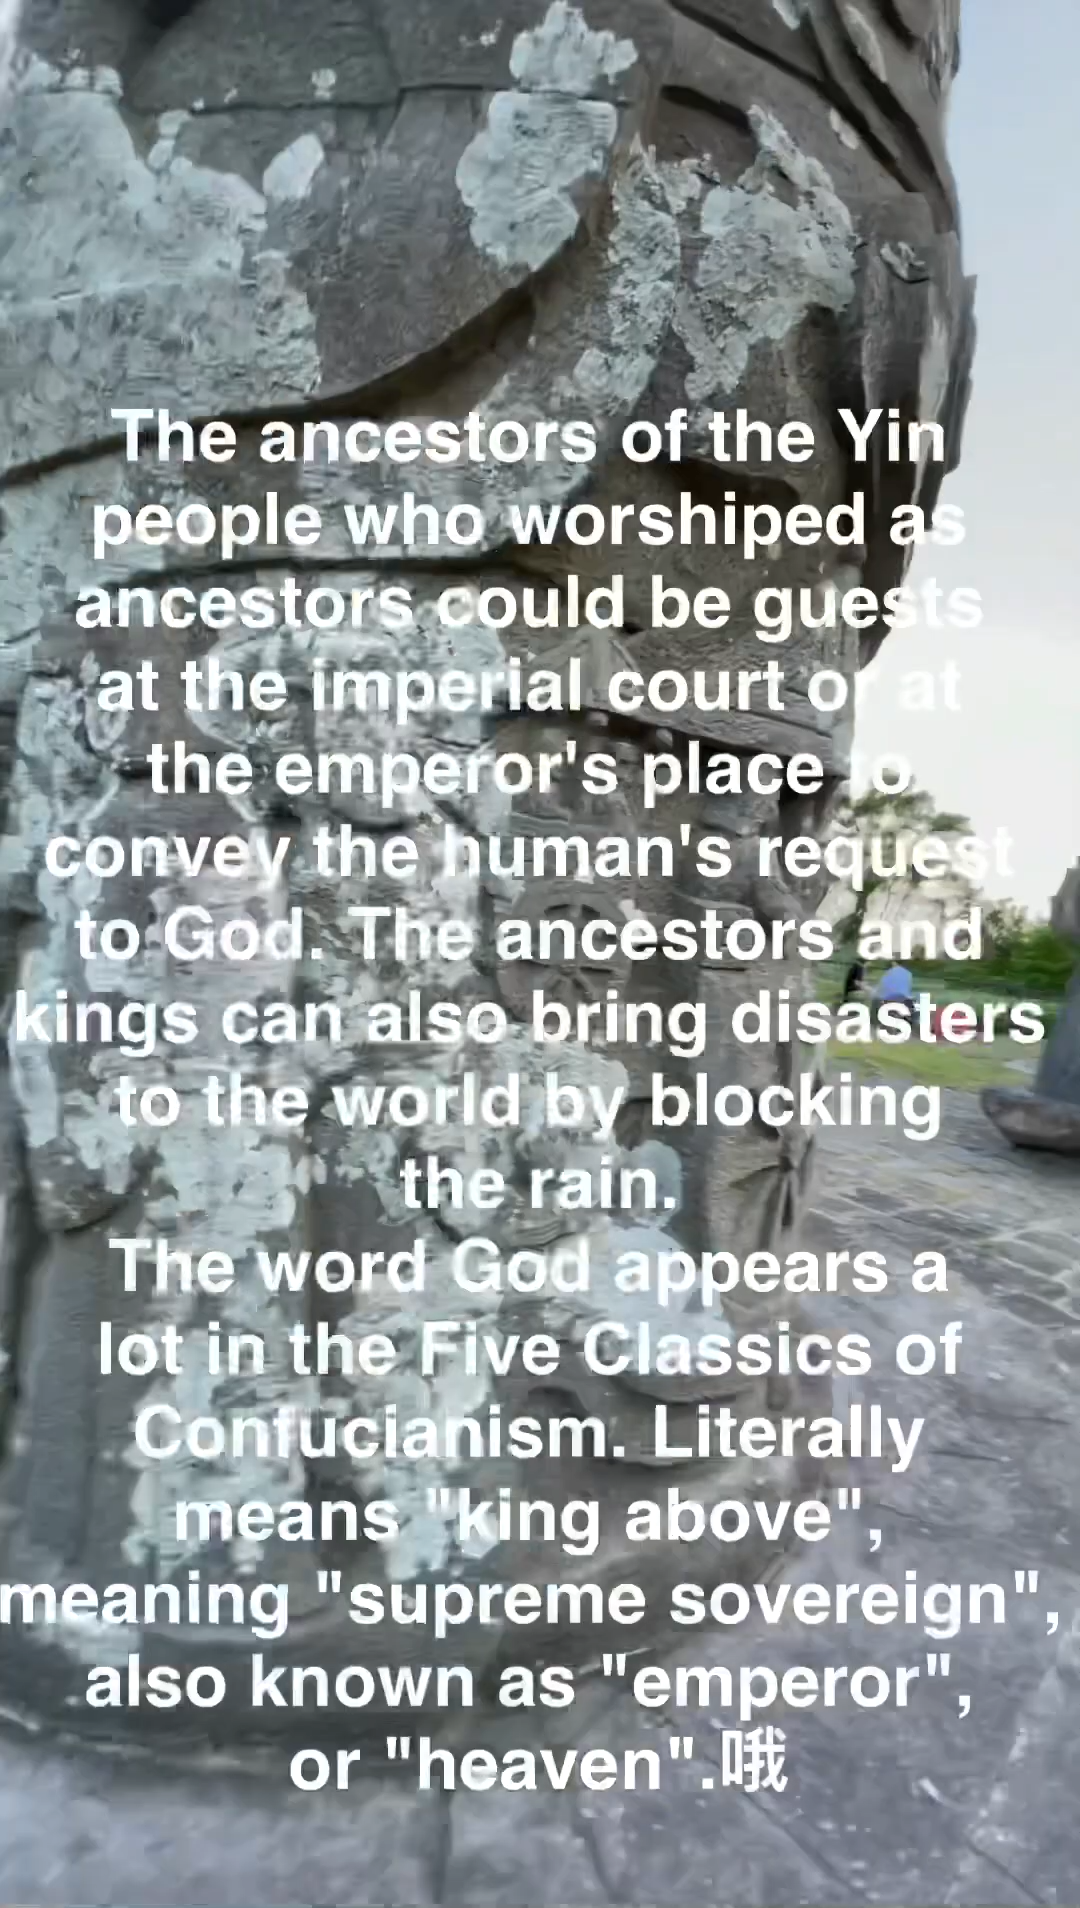 The ancestors of the Yin
people who worshiped as
ancestors could be guests
at the imperial court or at
the emperor's place to
convey the human's request
to God. The ancestors and
kings can also bring disasters
to the world by blocking
the rain.
The word God appears a
lot in the Five Classics of
Confucianism. Literally
means "king above",
meaning "supreme sovereign",
also known as "emperor",
or "heaven".哦